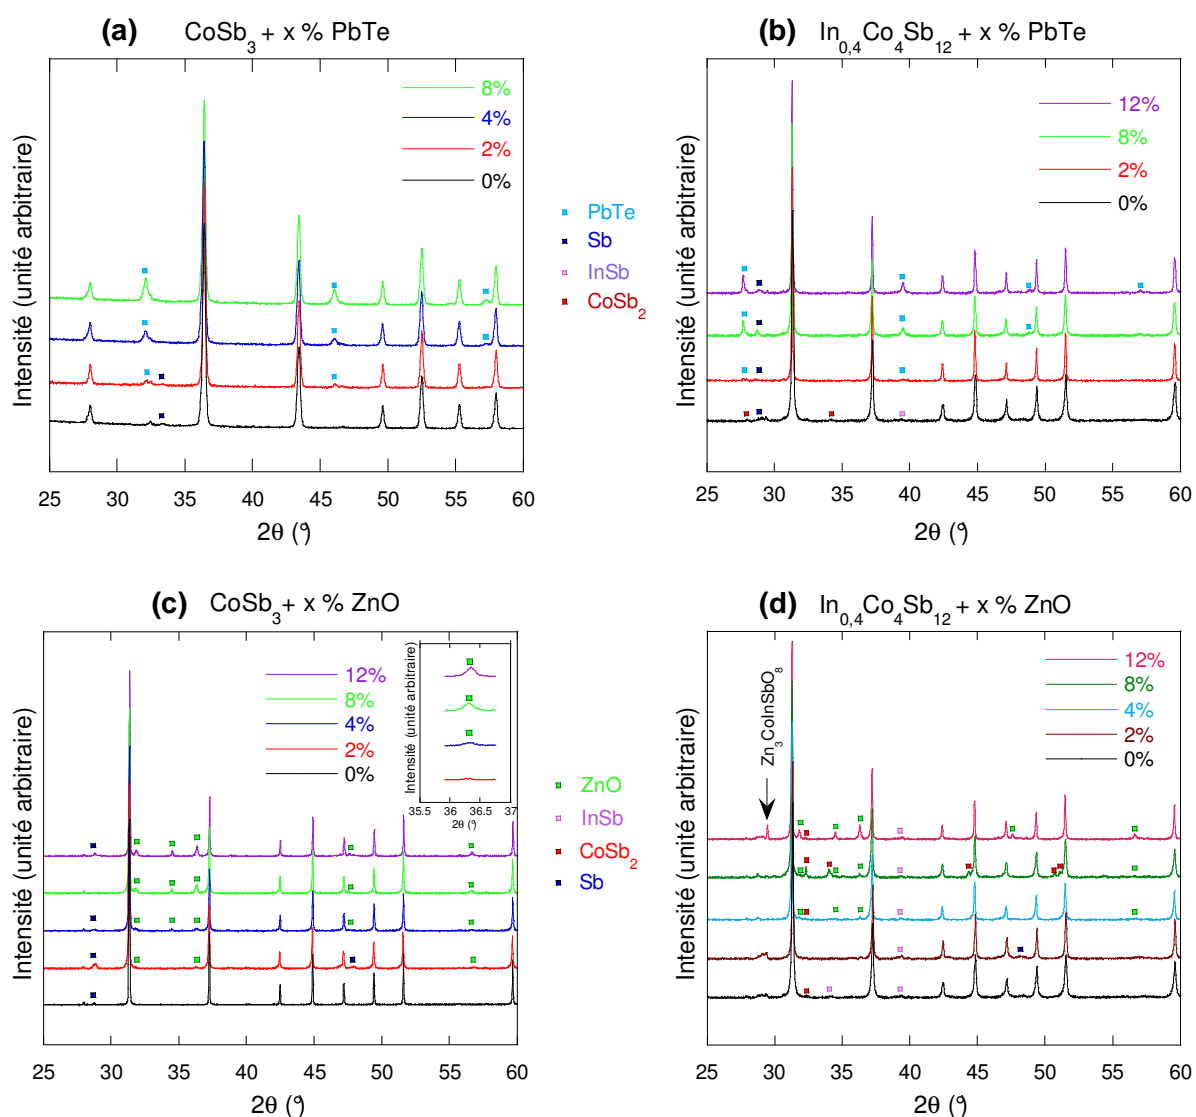 (a) CoSb3 + x % PbTe
8%
4%
2%
0%
Intensité (unité arbitraire)
25 30 35 40 45 50 55 60
2θ (°)
(b) In0,4Co4Sb12 + x % PbTe
12%
8%
2%
0%
Intensité (unité arbitraire)
25 30 35 40 45 50 55 60
2θ (°)
PbTe
Sb
InSb
CoSb2
(c) CoSb3 + x % ZnO
12%
8%
4%
2%
0%
Intensité (unité arbitraire)
25 30 35 40 45 50 55 60
2θ (°)
Intensité (unité arbitraire)
35.5 36 36.5 37
2θ (°)
ZnO
InSb
CoSb2
Sb
(d) In0,4Co4Sb12 + x % ZnO
Zn3CoInSbO8
12%
8%
4%
2%
0%
Intensité (unité arbitraire)
25 30 35 40 45 50 55 60
2θ (°)